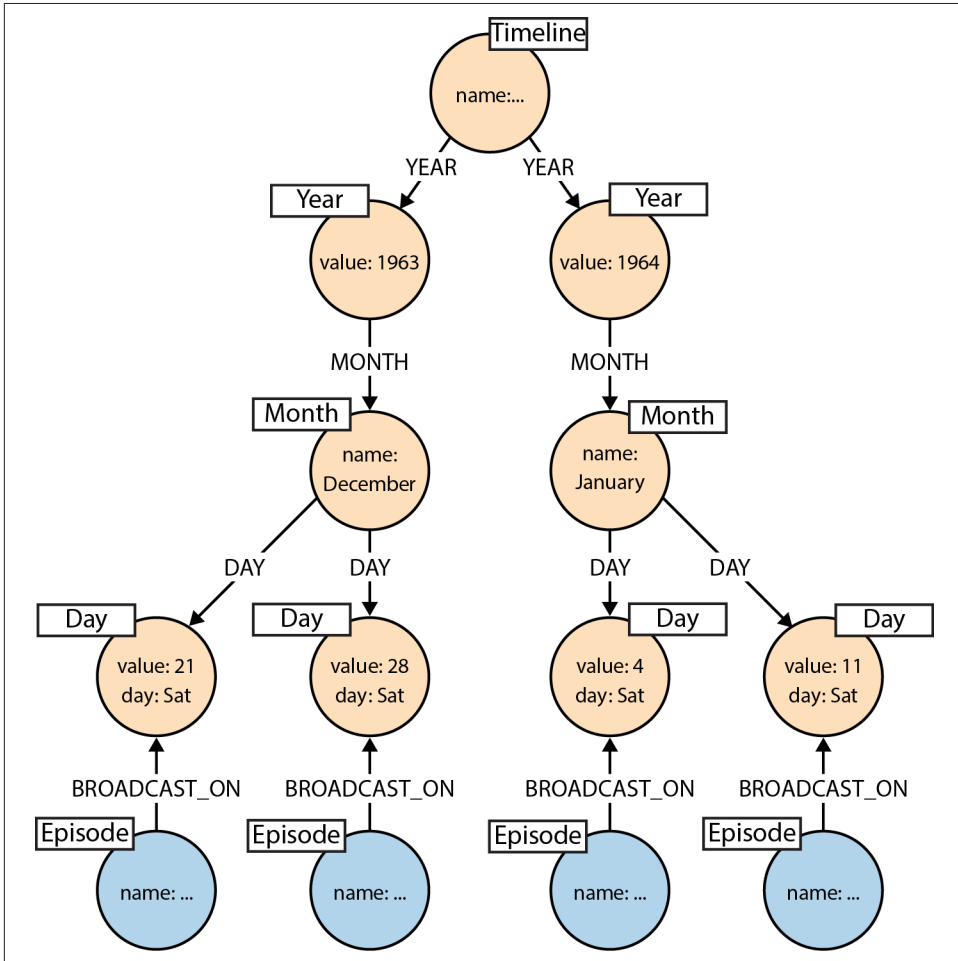 Timeline
name:...
YEAR YEAR
Year Year
value: 1963 value: 1964
MONTH MONTH
Month Month
name:
December
name:
January
DAY DAY DAY DAY
Day Day Day Day
value: 21
day: Sat
value: 28
day: Sat
value: 4
day: Sat
value: 11
day: Sat
BROADCAST_ON BROADCAST_ON BROADCAST_ON BROADCAST_ON
Episode Episode Episode Episode
name: ... name: ... name: ... name: ...